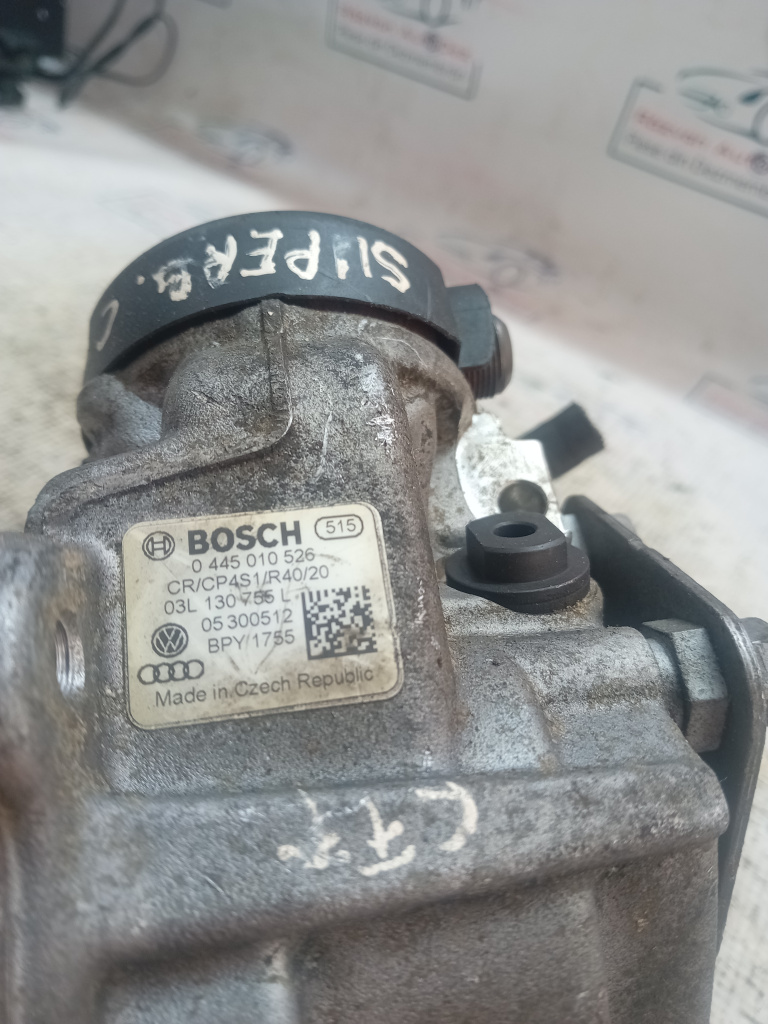 SUPERB. C
BOSCH 515
0 445 010 526
CR/CP4S1/R40/20
03L 130 755 L
05 300512
BPY/1755
Made in Czech Republic